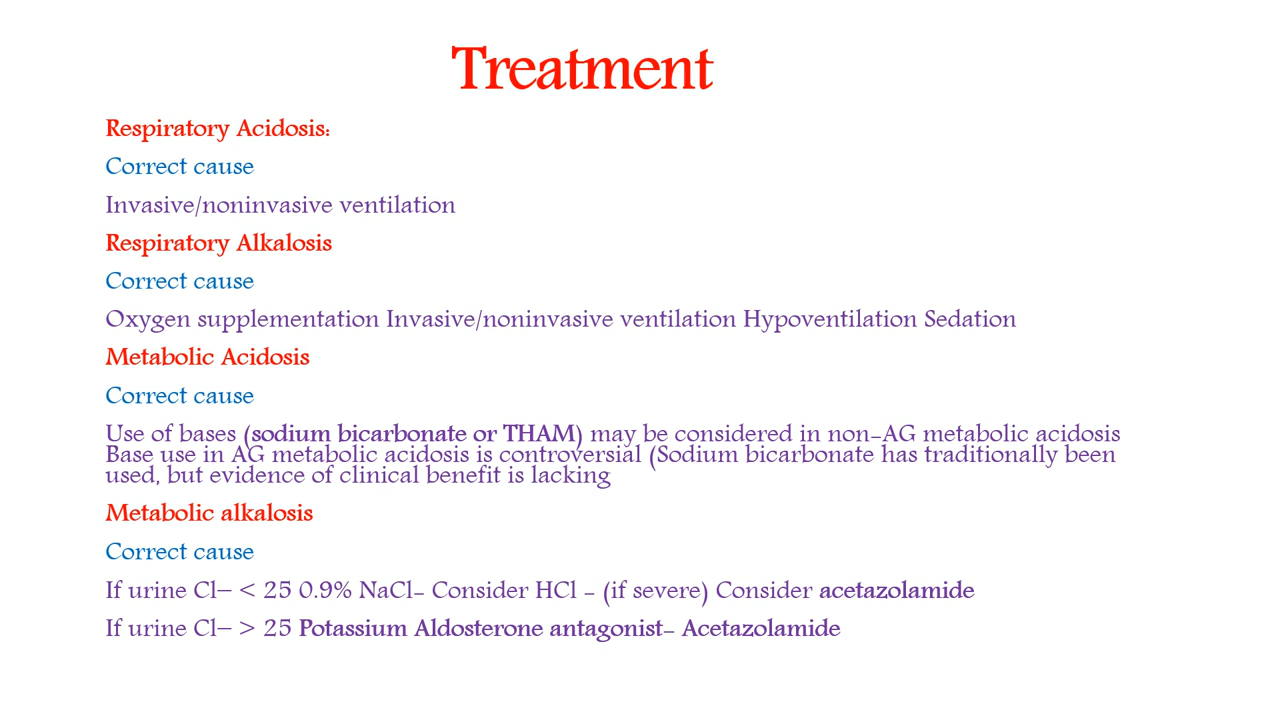 Treatment
Respiratory Acidosis:
Correct cause
Invasive/noninvasive ventilation
Respiratory Alkalosis
Correct cause
Oxygen supplementation Invasive/noninvasive ventilation Hypoventilation Sedation
Metabolic Acidosis
Correct cause
Use of bases (sodium bicarbonate or THAM) may be considered in non-AG metabolic acidosis
Base use in AG metabolic acidosis is controversial (Sodium bicarbonate has traditionally been
used, but evidence of clinical benefit is lacking
Metabolic alkalosis
Correct cause
If urine Cl− < 25 0.9% NaCl- Consider HCl - (if severe) Consider acetazolamide
If urine Cl− > 25 Potassium Aldosterone antagonist- Acetazolamide